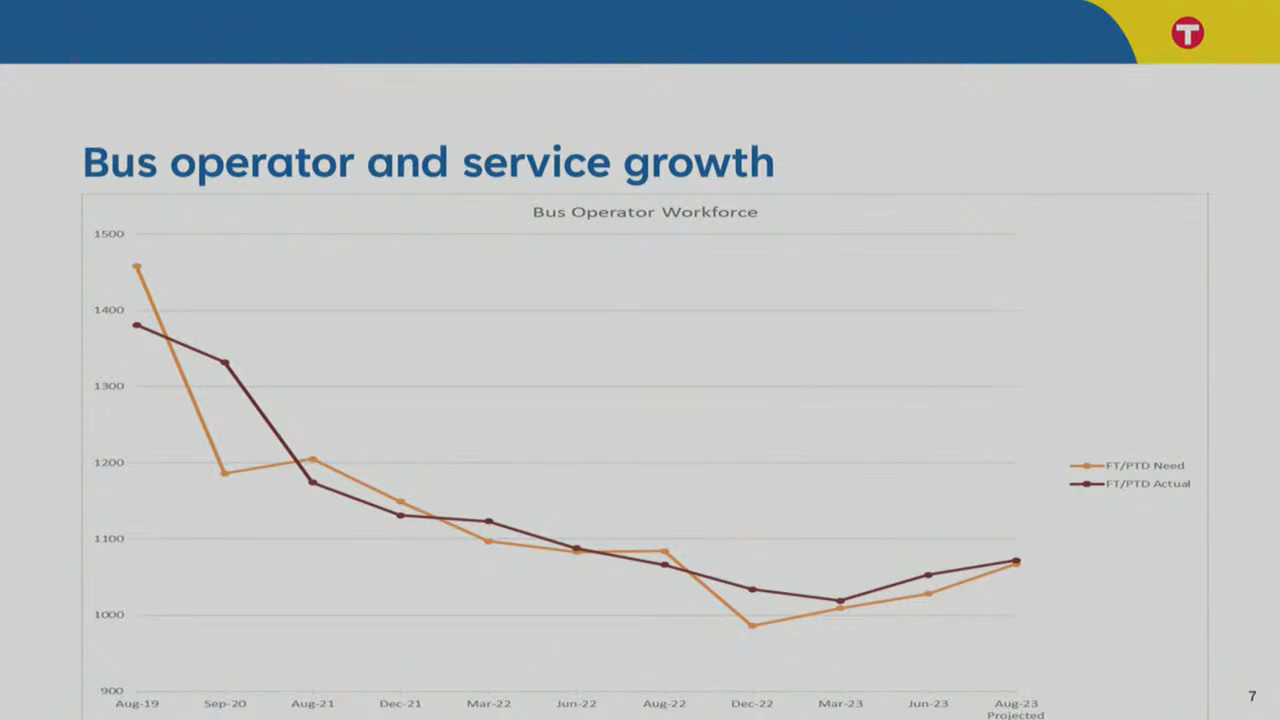 T
Bus operator and service growth
Bus Operator Workforce
1500
1400
1300
1200
1100
1000
900
FT/PTD Need
FT/PTD Actual
Aug-19 Sep-20 Aug-21 Dec-21 Mar-22 Jun-22 Aug-22 Dec-22 Mar-23 Jun-23 Aug-23
Projected
7